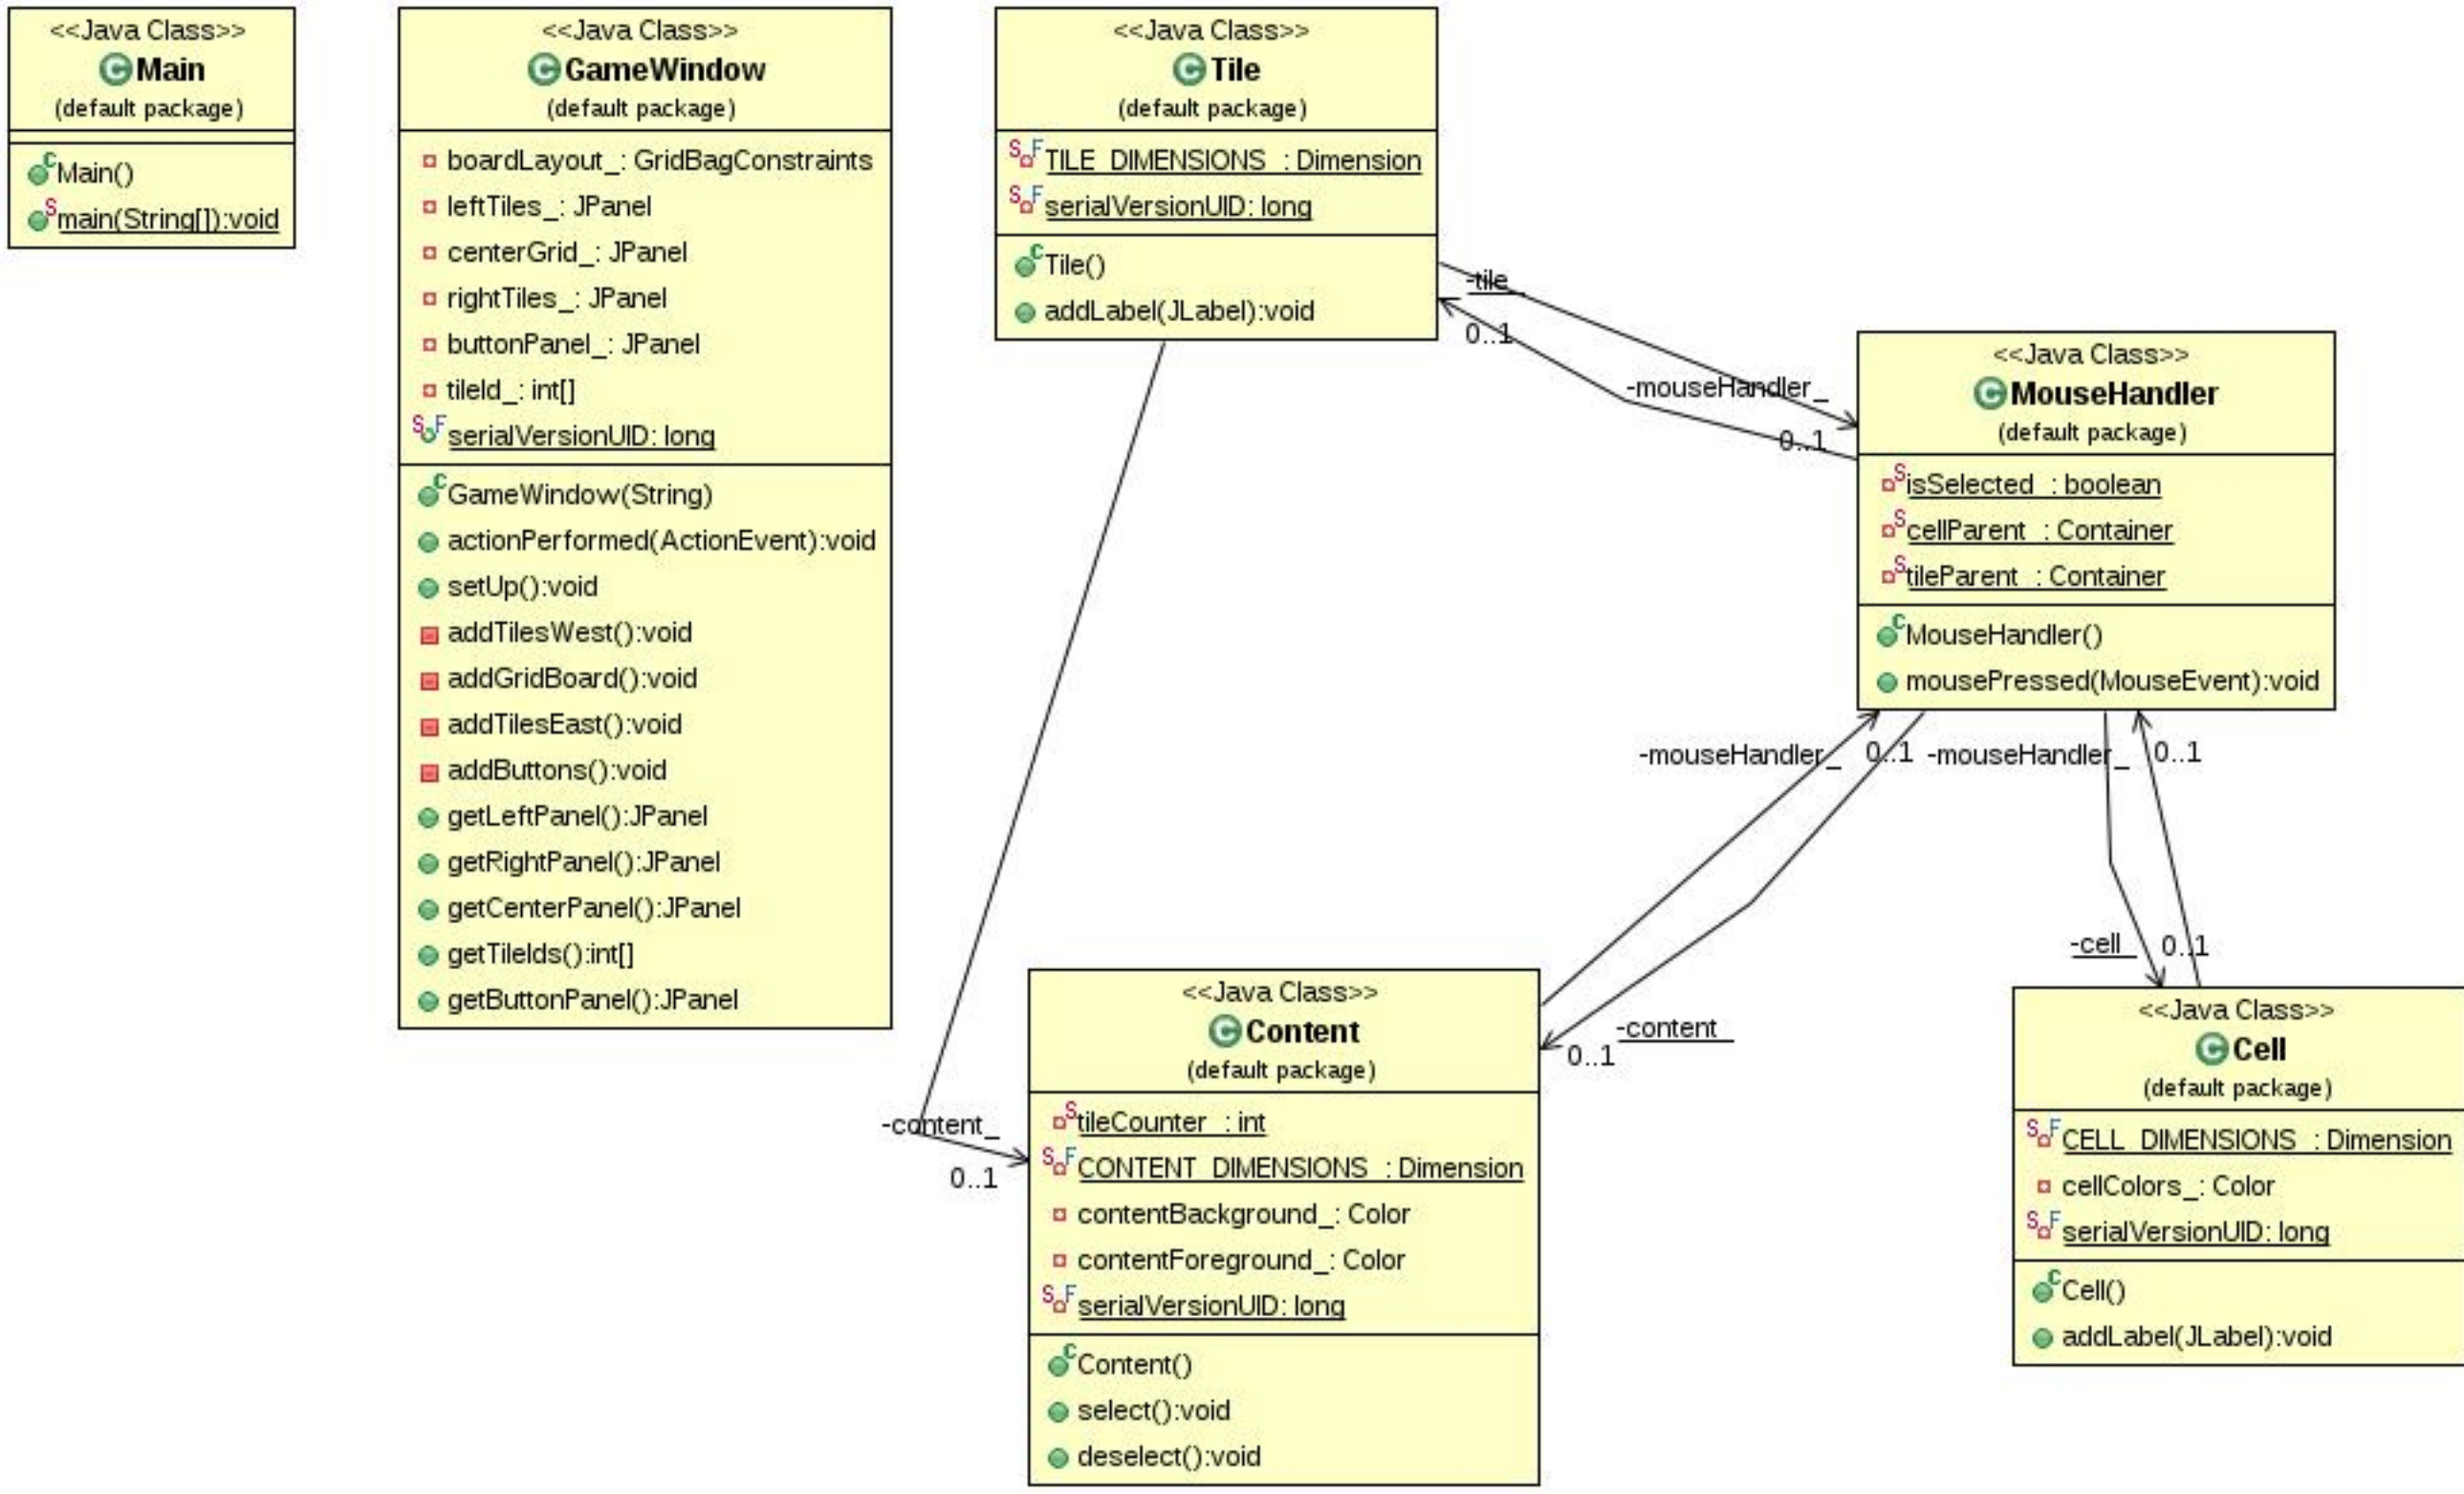 <<Java Class>>
Main
(default package)
Main()
main(String[]):void
<<Java Class>>
GameWindow
(default package)
boardLayout_: GridBagConstraints
leftTiles_: JPanel
centerGrid_: JPanel
rightTiles_: JPanel
buttonPanel_: JPanel
tileId_: int[]
serialVersionUID: long
GameWindow(String)
actionPerformed(ActionEvent):void
setUp():void
addTilesWest():void
addGridBoard():void
addTilesEast():void
addButtons():void
getLeftPanel():JPanel
getRightPanel():JPanel
getCenterPanel():JPanel
getTileIds():int[]
getButtonPanel():JPanel
<<Java Class>>
Tile
(default package)
TILE_DIMENSIONS_: Dimension
serialVersionUID: long
Tile()
addLabel(JLabel):void
-tile_
0..1
-mouseHandler_
0..1
<<Java Class>>
MouseHandler
(default package)
isSelected_: boolean
cellParent_: Container
tileParent_: Container
MouseHandler()
mousePressed(MouseEvent):void
-mouseHandler_
0..1
-mouseHandler_
0..1
-cell_
0..1
-content_
0..1
-content_
0..1
<<Java Class>>
Content
(default package)
tileCounter_: int
CONTENT_DIMENSIONS_: Dimension
contentBackground_: Color
contentForeground_: Color
serialVersionUID: long
Content()
select():void
deselect():void
<<Java Class>>
Cell
(default package)
CELL_DIMENSIONS_: Dimension
cellColors_: Color
serialVersionUID: long
Cell()
addLabel(JLabel):void